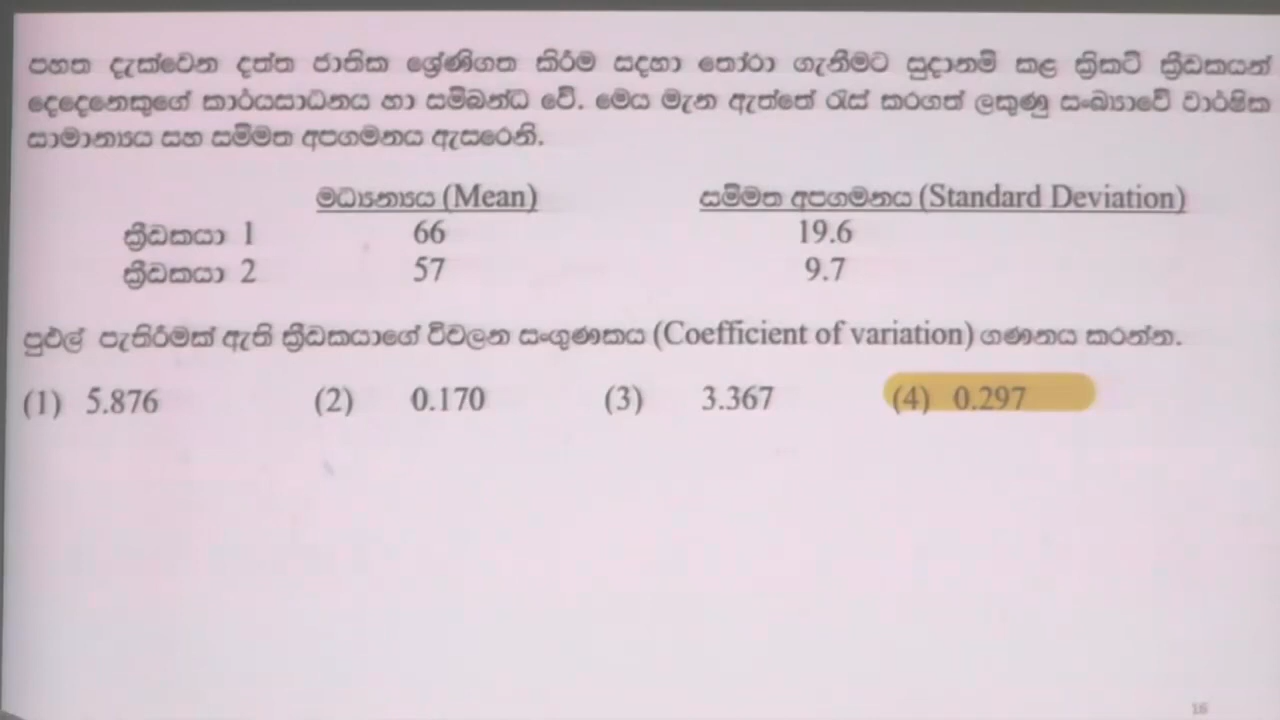 පහත දැක්වෙන දත්ත ජාතික ශ්‍රේණිගත කිරීම සදහා තෝරා ගැනීමට සුදානම් කළ ක්‍රිකට් ක්‍රීඩකයන්
දෙදෙනෙකුගේ කාර්යසාධනය හා සම්බන්ධ වේ. මෙය මැන ඇත්තේ රැස් කරගත් ලකුණු සංඛ්‍යාවේ වාර්ෂික
සාමාන්‍යය සහ සම්මත අපගමනය ඇසරෙනි.
මධ්‍යන්‍යය (Mean) සම්මත අපගමනය (Standard Deviation)
ක්‍රීඩකයා 1 66 19.6
ක්‍රීඩකයා 2 57 9.7
පුළුල් පැතිරීමක් ඇති ක්‍රීඩකයාගේ විචලන සංගුණකය (Coefficient of variation) ගණනය කරන්න.
(1) 5.876 (2) 0.170 (3) 3.367 (4) 0.297
16